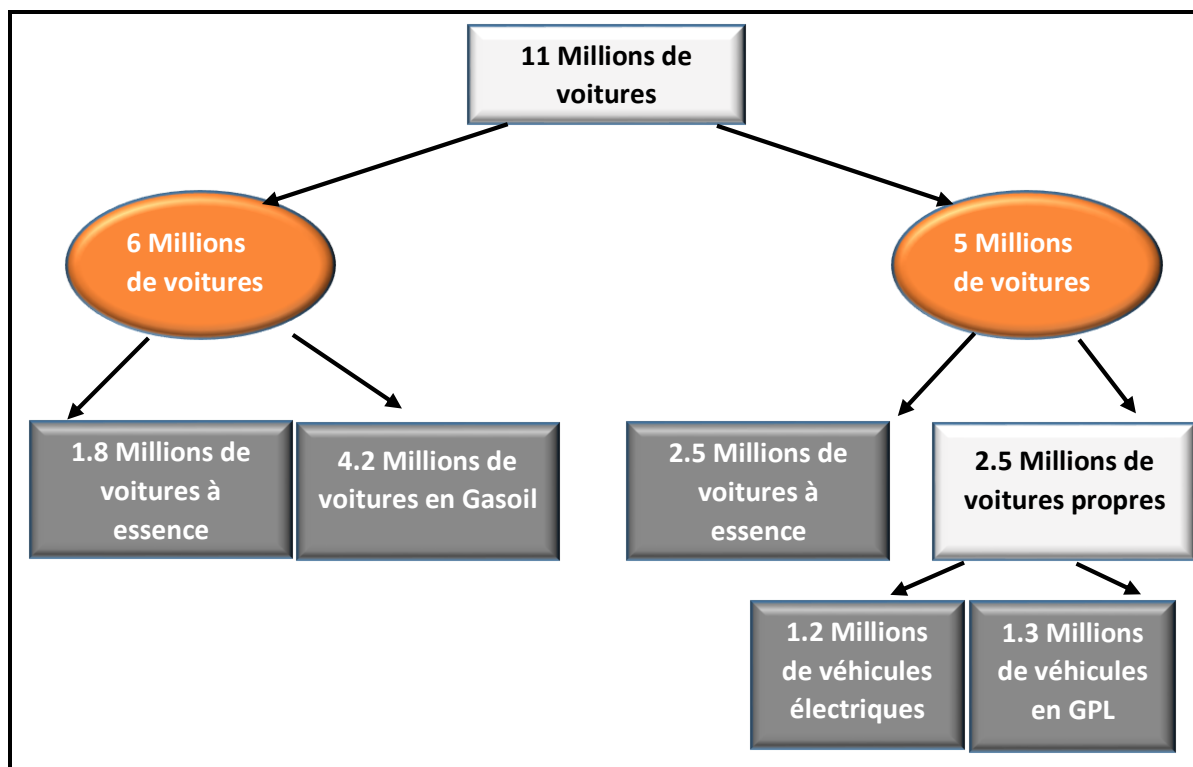 11 Millions de
voitures
6 Millions
de voitures
5 Millions
de voitures
1.8 Millions de
voitures à
essence
4.2 Millions de
voitures en Gasoil
2.5 Millions de
voitures à
essence
2.5 Millions de
voitures propres
1.2 Millions
de véhicules
électriques
1.3 Millions
de véhicules
en GPL